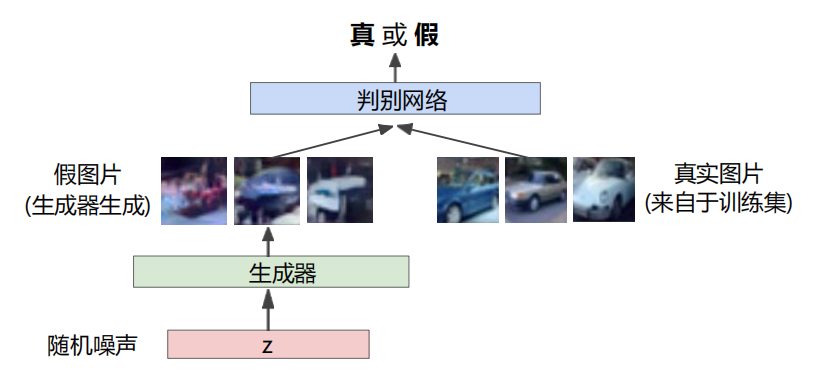 真 或 假
判别网络
假图片
(生成器生成)
真实图片
(来自于训练集)
生成器
随机噪声
z